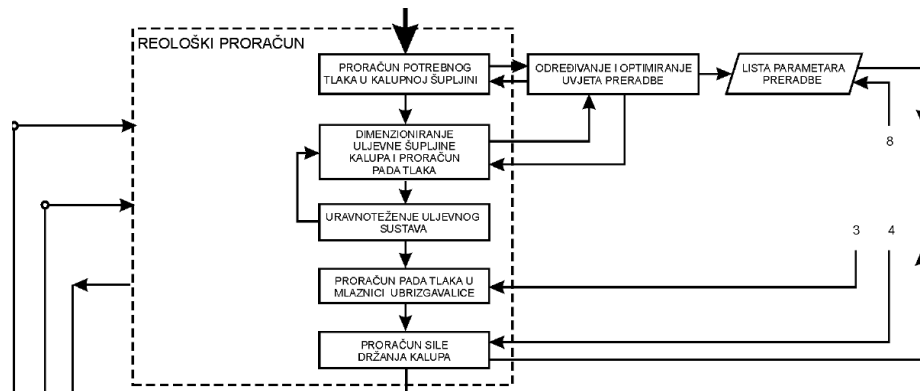 REOLOŠKI PRORAČUN
PRORAČUN POTREBNOG
TLAKA U KALUPNOJ ŠUPLJINI
ODREĐIVANJE I OPTIMIRANJE
UVJETA PRERADBE
LISTA PARAMETARA
PRERADBE
DIMENZIONIRANJE
ULJEVNE ŠUPLJINE
KALUPA I PRORAČUN
PADA TLAKA
8
URAVNOTEŽENJE ULJEVNOG
SUSTAVA
3 4
PRORAČUN PADA TLAKA U
MLAZNICI UBRIZGAVALICE
PRORAČUN SILE
DRŽANJA KALUPA